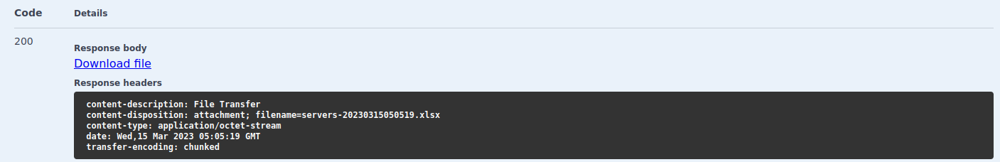 Code Details
200
Response body
Download file
Response headers
content-description: File Transfer
content-disposition: attachment; filename=servers-20230315050519.xlsx
content-type: application/octet-stream
date: Wed,15 Mar 2023 05:05:19 GMT
transfer-encoding: chunked